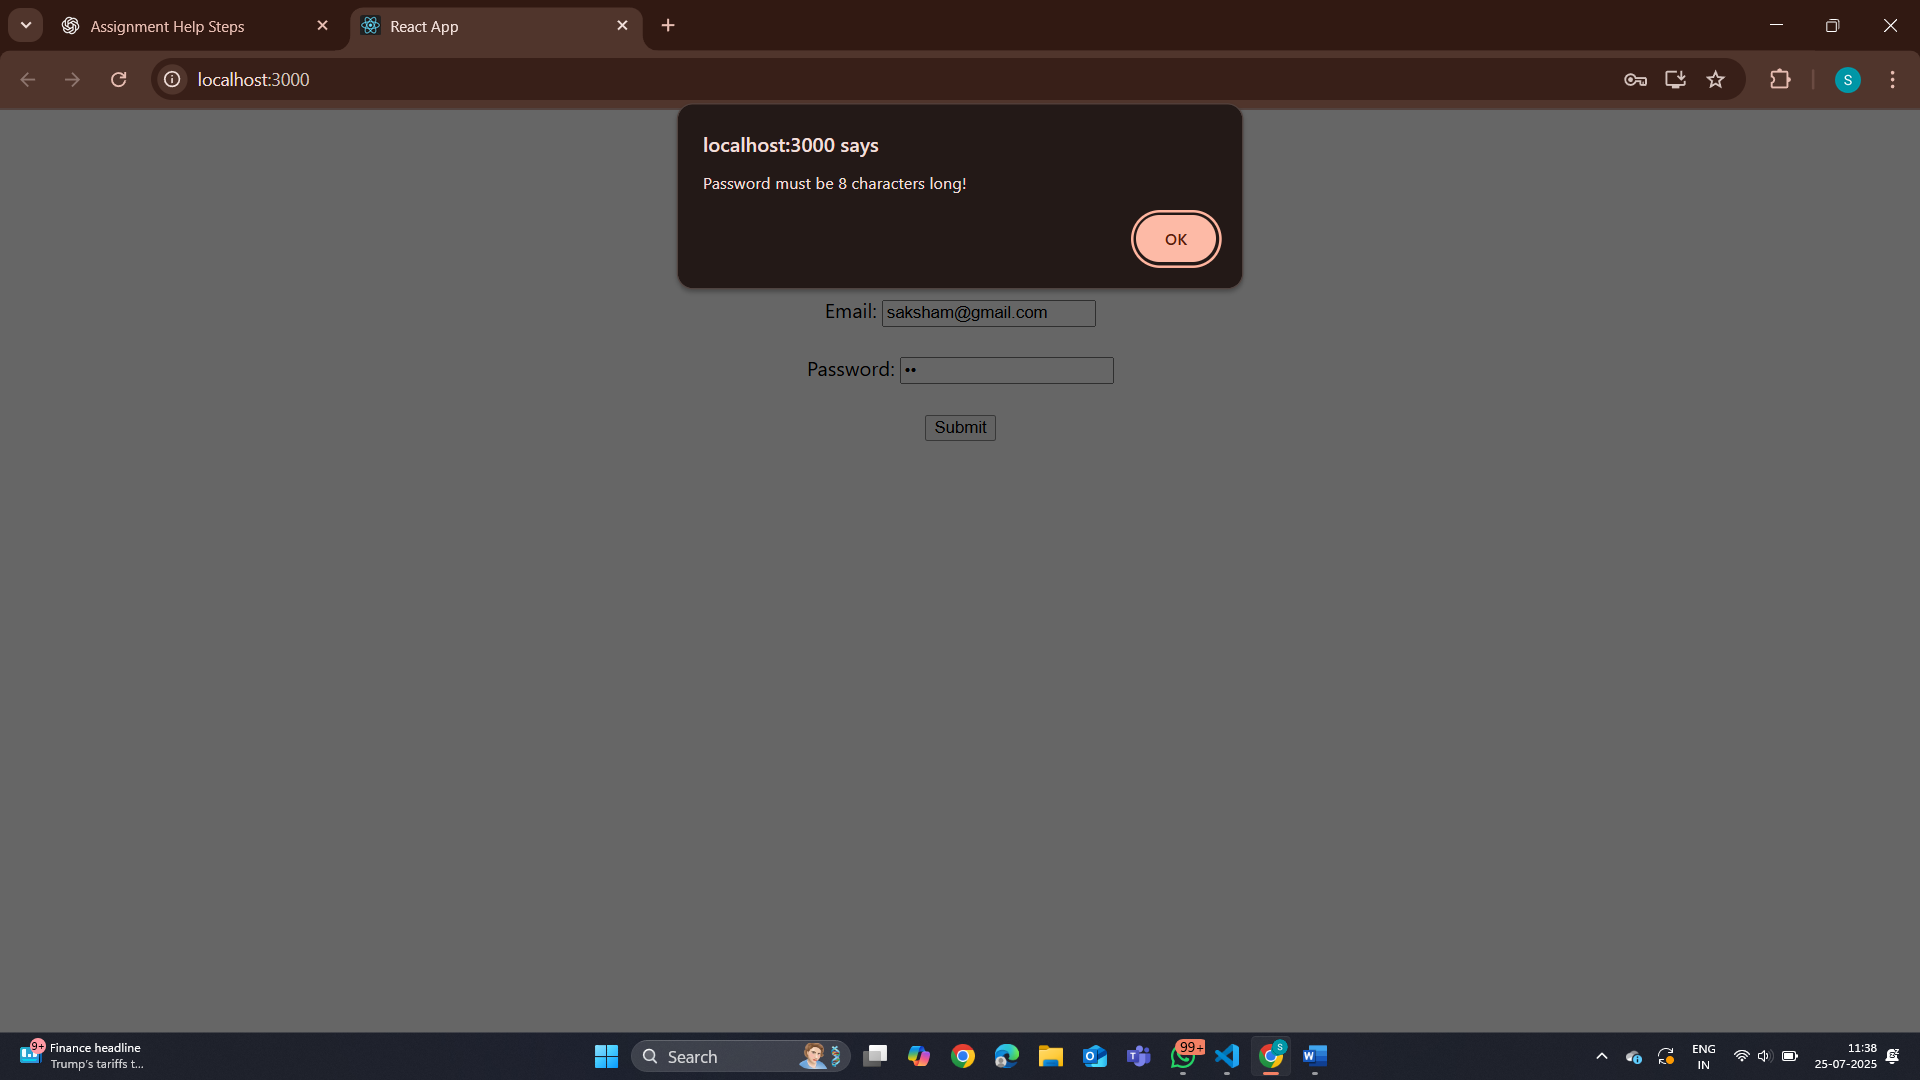 Assignment Help Steps
React App
localhost:3000
S
localhost:3000 says
Password must be 8 characters long!
OK
Email: saksham@gmail.com
Password: ••
Submit
9+
Finance headline
Trump's tariffs t...
Search
99+
S
ENG
IN
11:38
25-07-2025